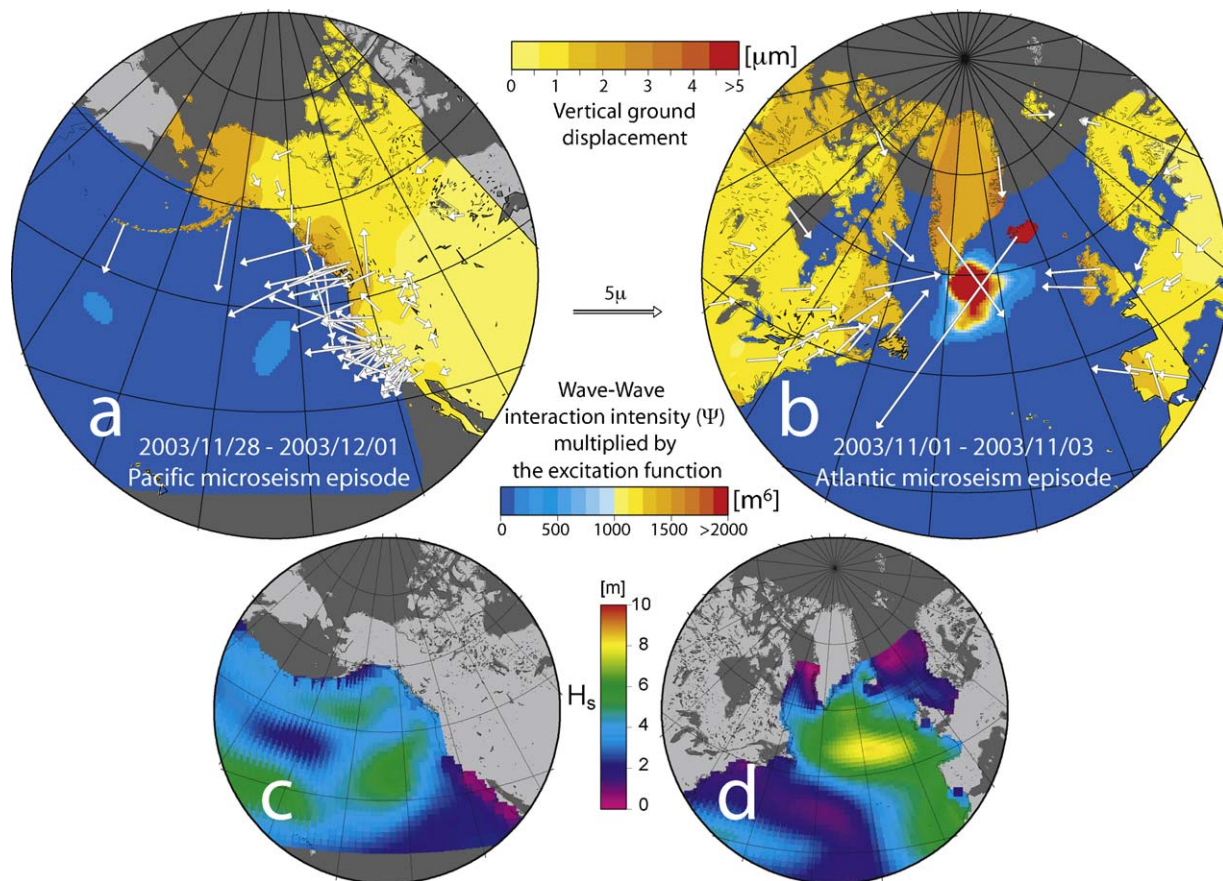 [μm]
0 1 2 3 4 >5
Vertical ground
displacement
5μ
a
2003/11/28 - 2003/12/01
Pacific microseism episode
Wave-Wave
interaction intensity (Ψ)
multiplied by
the excitation function
[m⁶]
0 500 1000 1500 >2000
b
2003/11/01 - 2003/11/03
Atlantic microseism episode
c
[m]
10
8
6
4
2
0
Hₛ
d